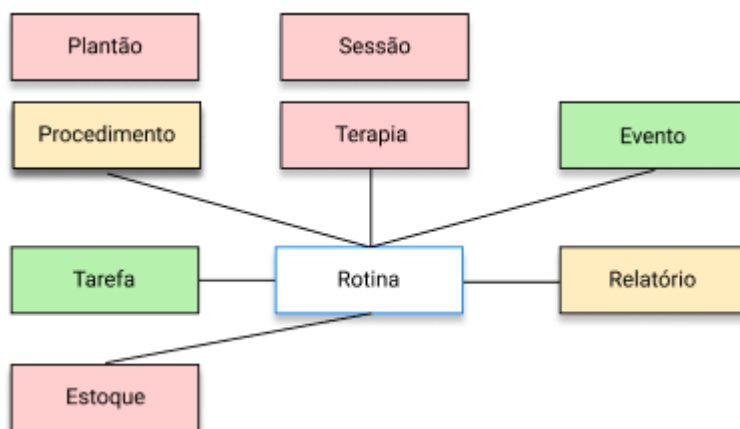 Plantão
Sessão
Procedimento
Terapia
Evento
Tarefa
Rotina
Relatório
Estoque